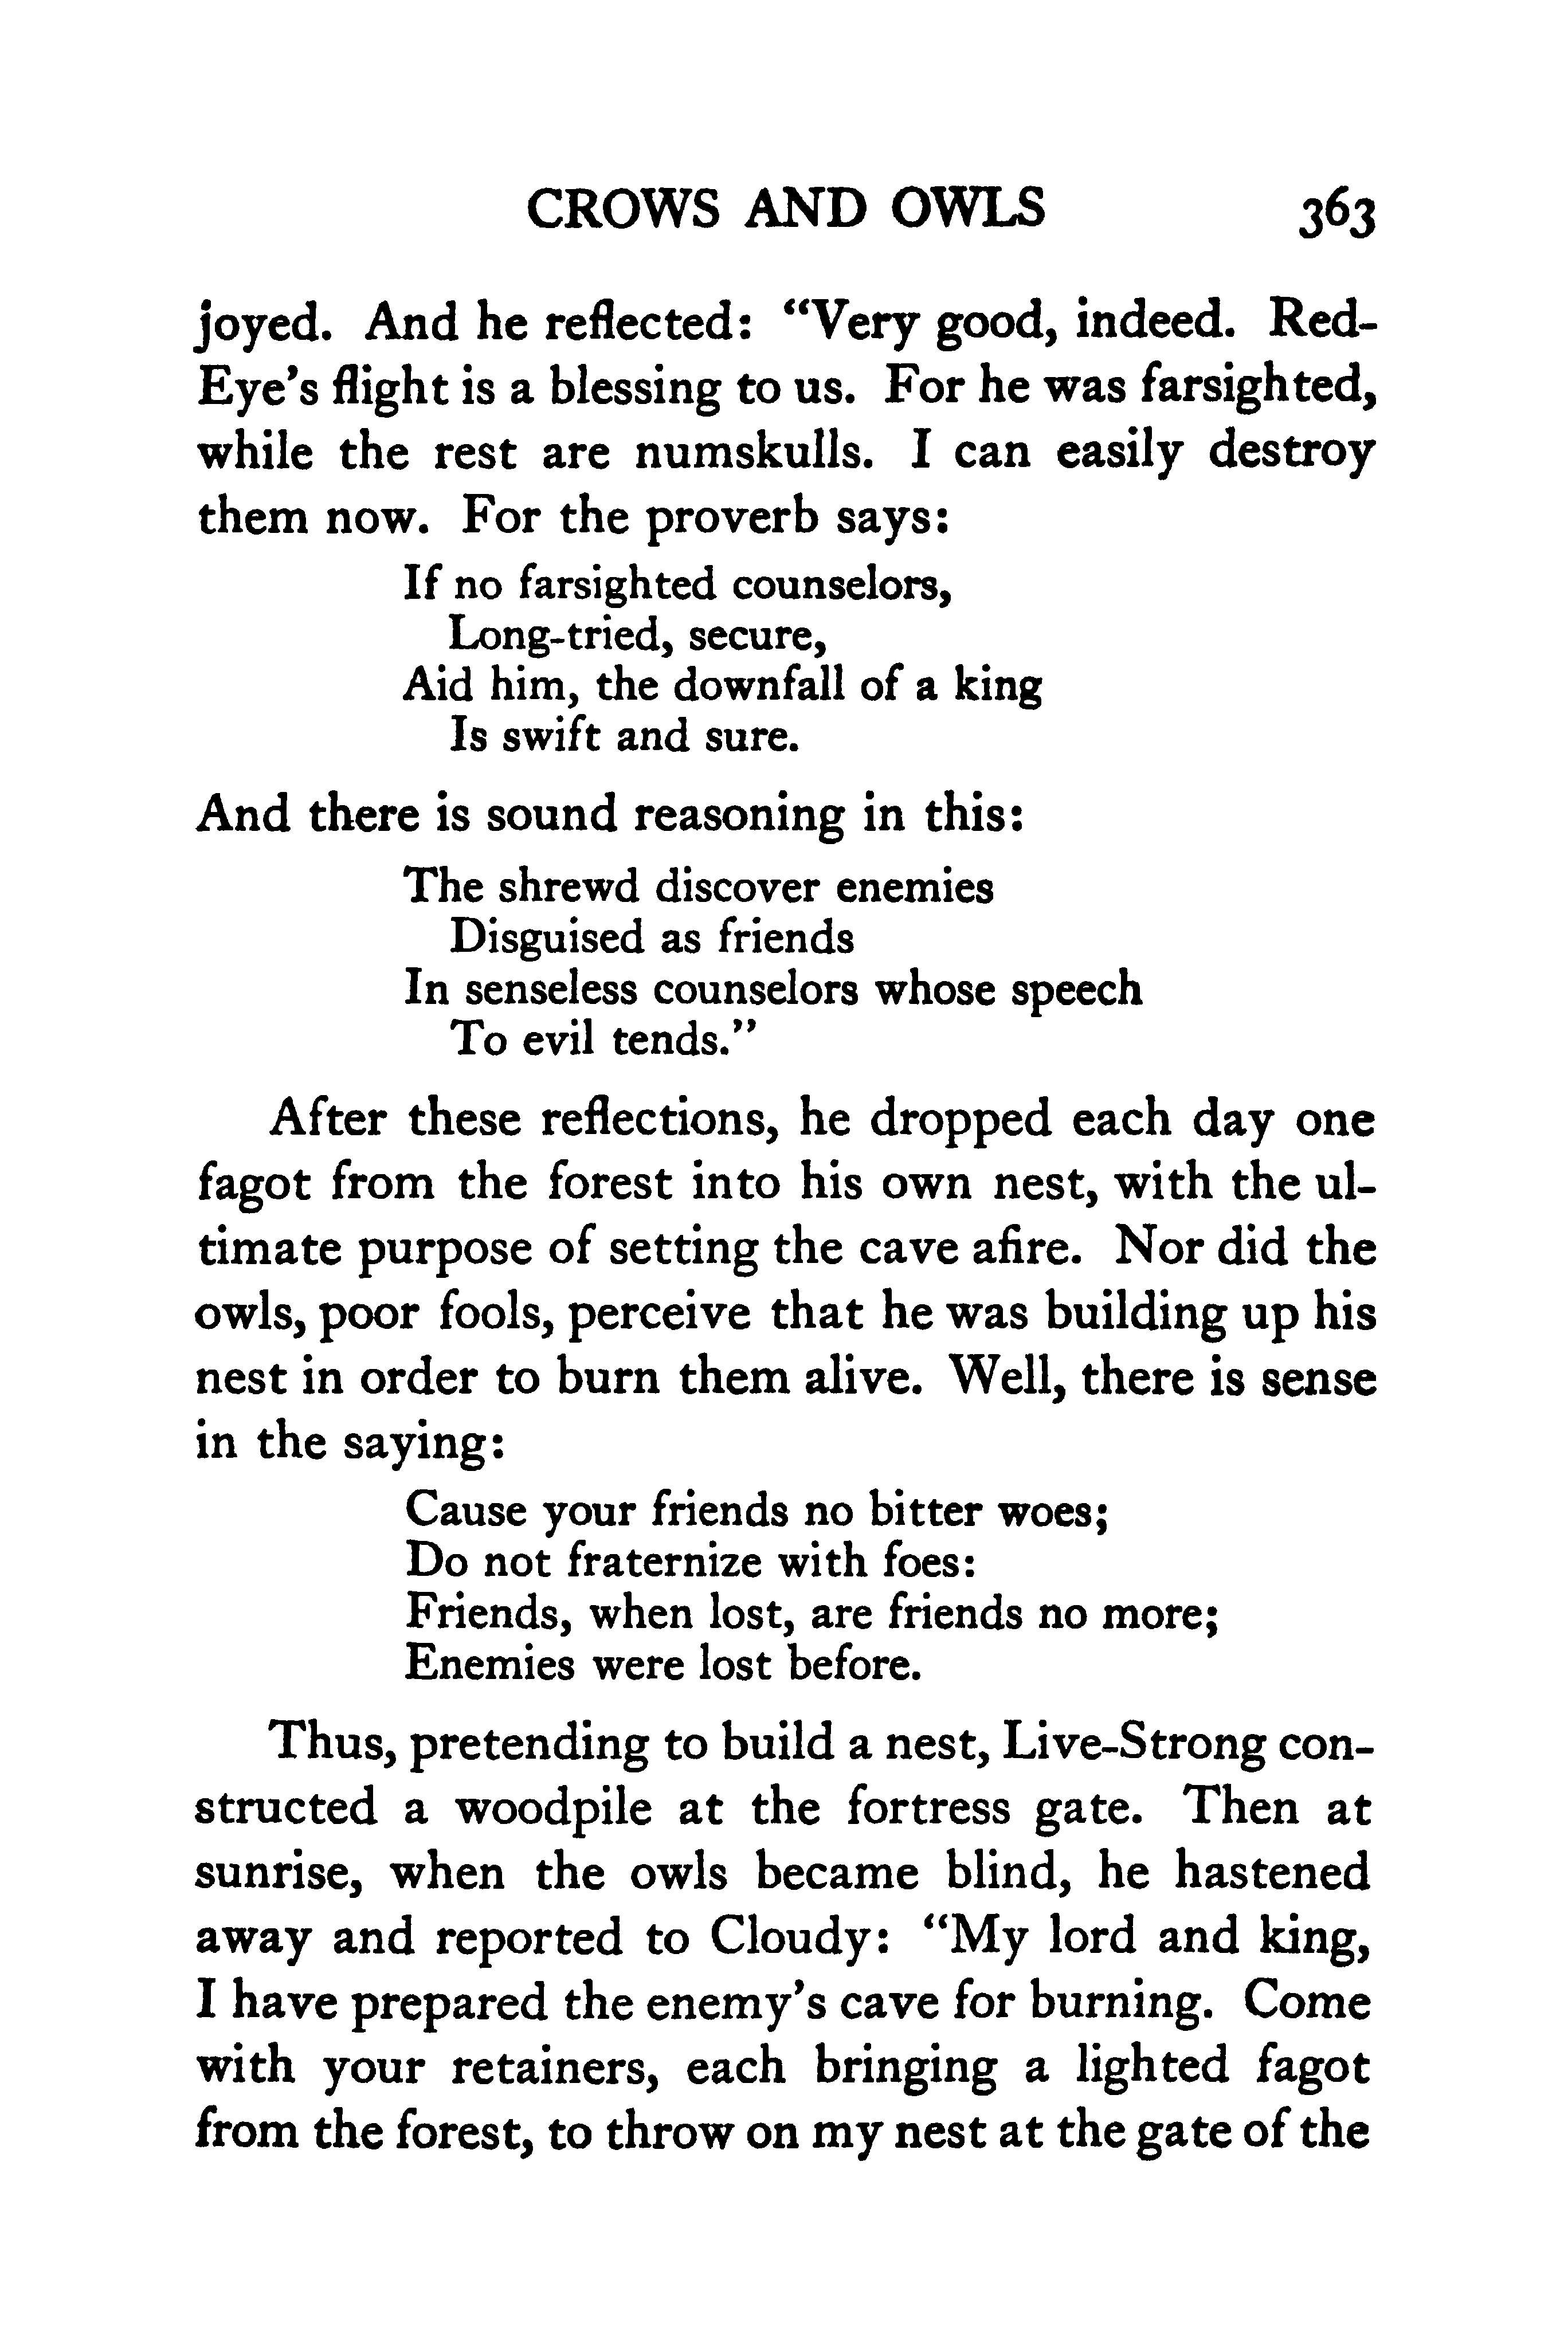 CROWS AND OWLS 363
joyed. And he reflected: “Very good, indeed. Red-
Eye’s flight is a blessing to us. For he was farsighted,
while the rest are numskulls. I can easily destroy
them now. For the proverb says:
If no farsighted counselors,
Long-tried, secure,
Aid him, the downfall of a king
Is swift and sure.
And there is sound reasoning in this:
The shrewd discover enemies
Disguised as friends
In senseless counselors whose speech
To evil tends.”
After these reflections, he dropped each day one
fagot from the forest into his own nest, with the ul-
timate purpose of setting the cave afire. Nor did the
owls, poor fools, perceive that he was building up his
nest in order to burn them alive. Well, there is sense
in the saying:
Cause your friends no bitter woes;
Do not fraternize with foes:
Friends, when lost, are friends no more;
Enemies were lost before.
Thus, pretending to build a nest, Live-Strong con-
structed a woodpile at the fortress gate. Then at
sunrise, when the owls became blind, he hastened
away and reported to Cloudy: “My lord and king,
I have prepared the enemy’s cave for burning. Come
with your retainers, each bringing a lighted fagot
from the forest, to throw on my nest at the gate of the